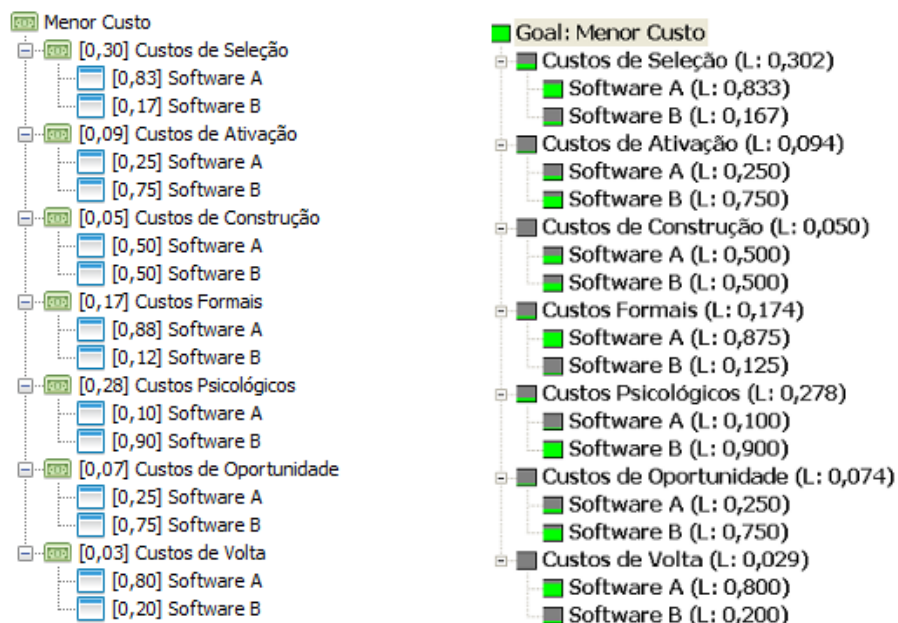 Menor Custo
[0,30] Custos de Seleção
[0,83] Software A
[0,17] Software B
[0,09] Custos de Ativação
[0,25] Software A
[0,75] Software B
[0,05] Custos de Construção
[0,50] Software A
[0,50] Software B
[0,17] Custos Formais
[0,88] Software A
[0,12] Software B
[0,28] Custos Psicológicos
[0,10] Software A
[0,90] Software B
[0,07] Custos de Oportunidade
[0,25] Software A
[0,75] Software B
[0,03] Custos de Volta
[0,80] Software A
[0,20] Software B
Goal: Menor Custo
Custos de Seleção (L: 0,302)
Software A (L: 0,833)
Software B (L: 0,167)
Custos de Ativação (L: 0,094)
Software A (L: 0,250)
Software B (L: 0,750)
Custos de Construção (L: 0,050)
Software A (L: 0,500)
Software B (L: 0,500)
Custos Formais (L: 0,174)
Software A (L: 0,875)
Software B (L: 0,125)
Custos Psicológicos (L: 0,278)
Software A (L: 0,100)
Software B (L: 0,900)
Custos de Oportunidade (L: 0,074)
Software A (L: 0,250)
Software B (L: 0,750)
Custos de Volta (L: 0,029)
Software A (L: 0,800)
Software B (L: 0,200)